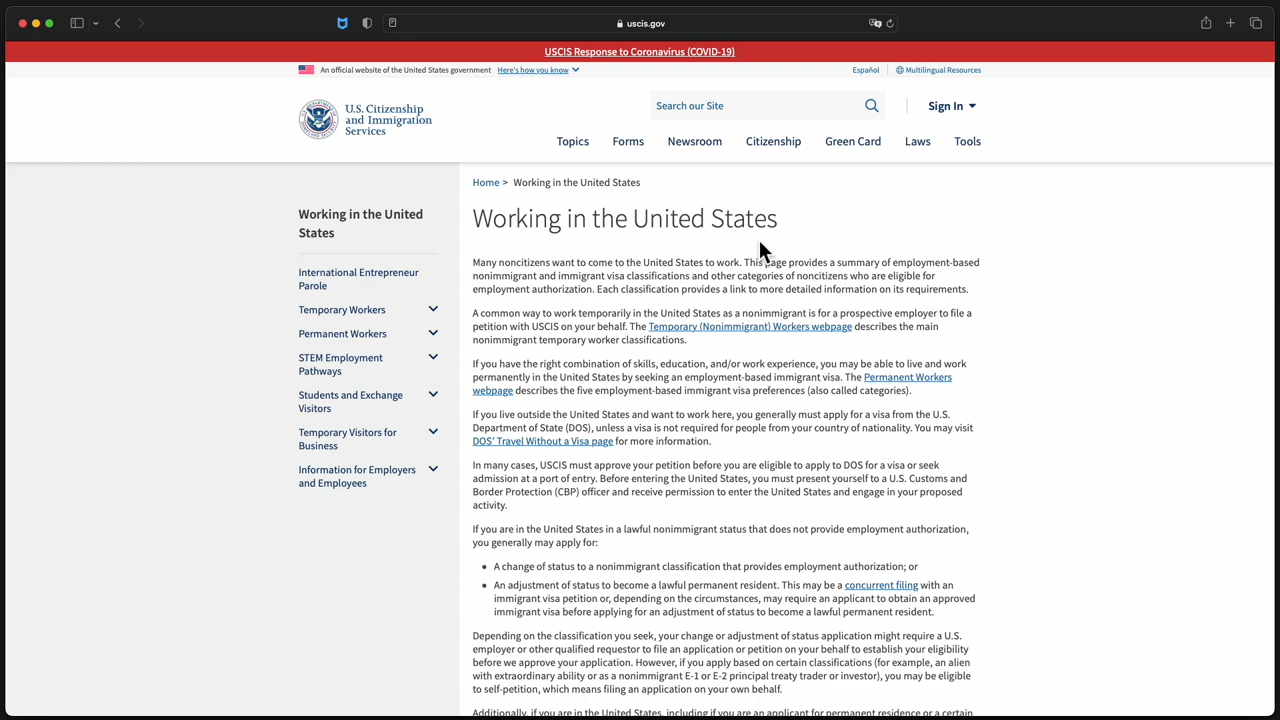 uscis.gov
USCIS Response to Coronavirus (COVID-19)
An official website of the United States government Here's how you know
Español
Multilingual Resources
U.S. Citizenship
and Immigration
Services
Search our Site
Sign In
Topics
Forms
Newsroom
Citizenship
Green Card
Laws
Tools
Working in the United
States
International Entrepreneur
Parole
Temporary Workers
Permanent Workers
STEM Employment
Pathways
Students and Exchange
Visitors
Temporary Visitors for
Business
Information for Employers
and Employees
Home > Working in the United States
Working in the United States
Many noncitizens want to come to the United States to work. This page provides a summary of employment-based
nonimmigrant and immigrant visa classifications and other categories of noncitizens who are eligible for
employment authorization. Each classification provides a link to more detailed information on its requirements.
A common way to work temporarily in the United States as a nonimmigrant is for a prospective employer to file a
petition with USCIS on your behalf. The Temporary (Nonimmigrant) Workers webpage describes the main
nonimmigrant temporary worker classifications.
If you have the right combination of skills, education, and/or work experience, you may be able to live and work
permanently in the United States by seeking an employment-based immigrant visa. The Permanent Workers
webpage describes the five employment-based immigrant visa preferences (also called categories).
If you live outside the United States and want to work here, you generally must apply for a visa from the U.S.
Department of State (DOS), unless a visa is not required for people from your country of nationality. You may visit
DOS' Travel Without a Visa page for more information.
In many cases, USCIS must approve your petition before you are eligible to apply to DOS for a visa or seek
admission at a port of entry. Before entering the United States, you must present yourself to a U.S. Customs and
Border Protection (CBP) officer and receive permission to enter the United States and engage in your proposed
activity.
If you are in the United States in a lawful nonimmigrant status that does not provide employment authorization,
you generally may apply for:
• A change of status to a nonimmigrant classification that provides employment authorization; or
• An adjustment of status to become a lawful permanent resident. This may be a concurrent filing with an
immigrant visa petition or, depending on the circumstances, may require an applicant to obtain an approved
immigrant visa before applying for an adjustment of status to become a lawful permanent resident.
Depending on the classification you seek, your change or adjustment of status application might require a U.S.
employer or other qualified requestor to file an application or petition on your behalf to establish your eligibility
before we approve your application. However, if you apply based on certain classifications (for example, an alien
with extraordinary ability or as a nonimmigrant E-1 or E-2 principal treaty trader or investor), you may be eligible
to self-petition, which means filing an application on your own behalf.
Additionally, if you are in the United States, including if you are an applicant for permanent residence or a certain